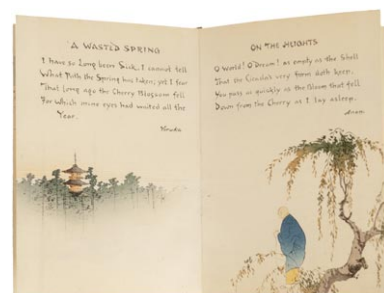 A WASTED SPRING
I have so Long been Sick, I cannot tell
What Path the Spring has taken; yet I fear
That Long ago the Cherry Blossoms fell
For which mine eyes had waited all the
Year.
ON THE HEIGHTS
O World! O Dream! as empty as the Shell
That the Cicada's very form doth keep,
You pass as quickly as the Bloom that fell
Down from the Cherry as I lay asleep.
Anon